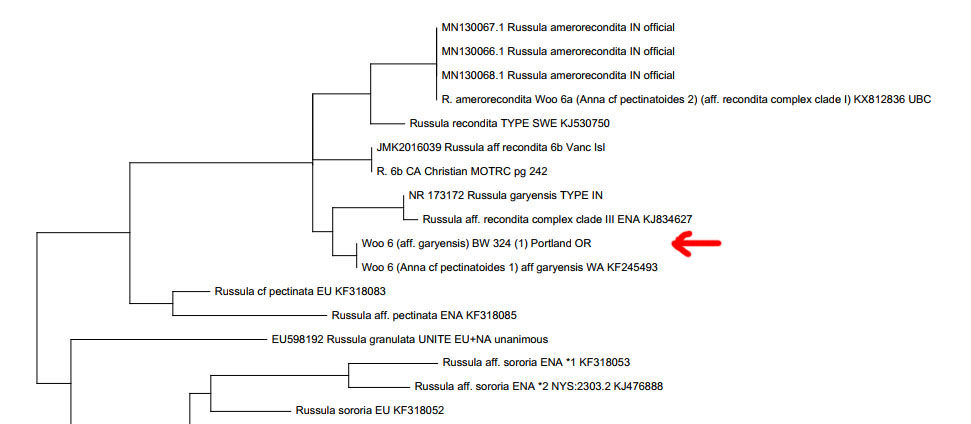 MN130067.1 Russula amerorecondita IN official
MN130066.1 Russula amerorecondita IN official
MN130068.1 Russula amerorecondita IN official
R. amerorecondita Woo 6a (Anna cf pectinatoides 2) (aff. recondita complex clade I) KX812836 UBC
Russula recondita TYPE SWE KJ530750
JMK2016039 Russula aff recondita 6b Vanc Isl
R. 6b CA Christian MOTRC pg 242
NR 173172 Russula garyensis TYPE IN
Russula aff. recondita complex clade III ENA KJ834627
Woo 6 (aff. garyensis) BW 324 (1) Portland OR
Woo 6 (Anna cf pectinatoides 1) aff garyensis WA KF245493
Russula cf pectinata EU KF318083
Russula aff. pectinata ENA KF318085
EU598192 Russula granulata UNITE EU+NA unanimous
Russula aff. sororia ENA *1 KF318053
Russula aff. sororia ENA *2 NYS:2303.2 KJ476888
Russula sororia EU KF318052